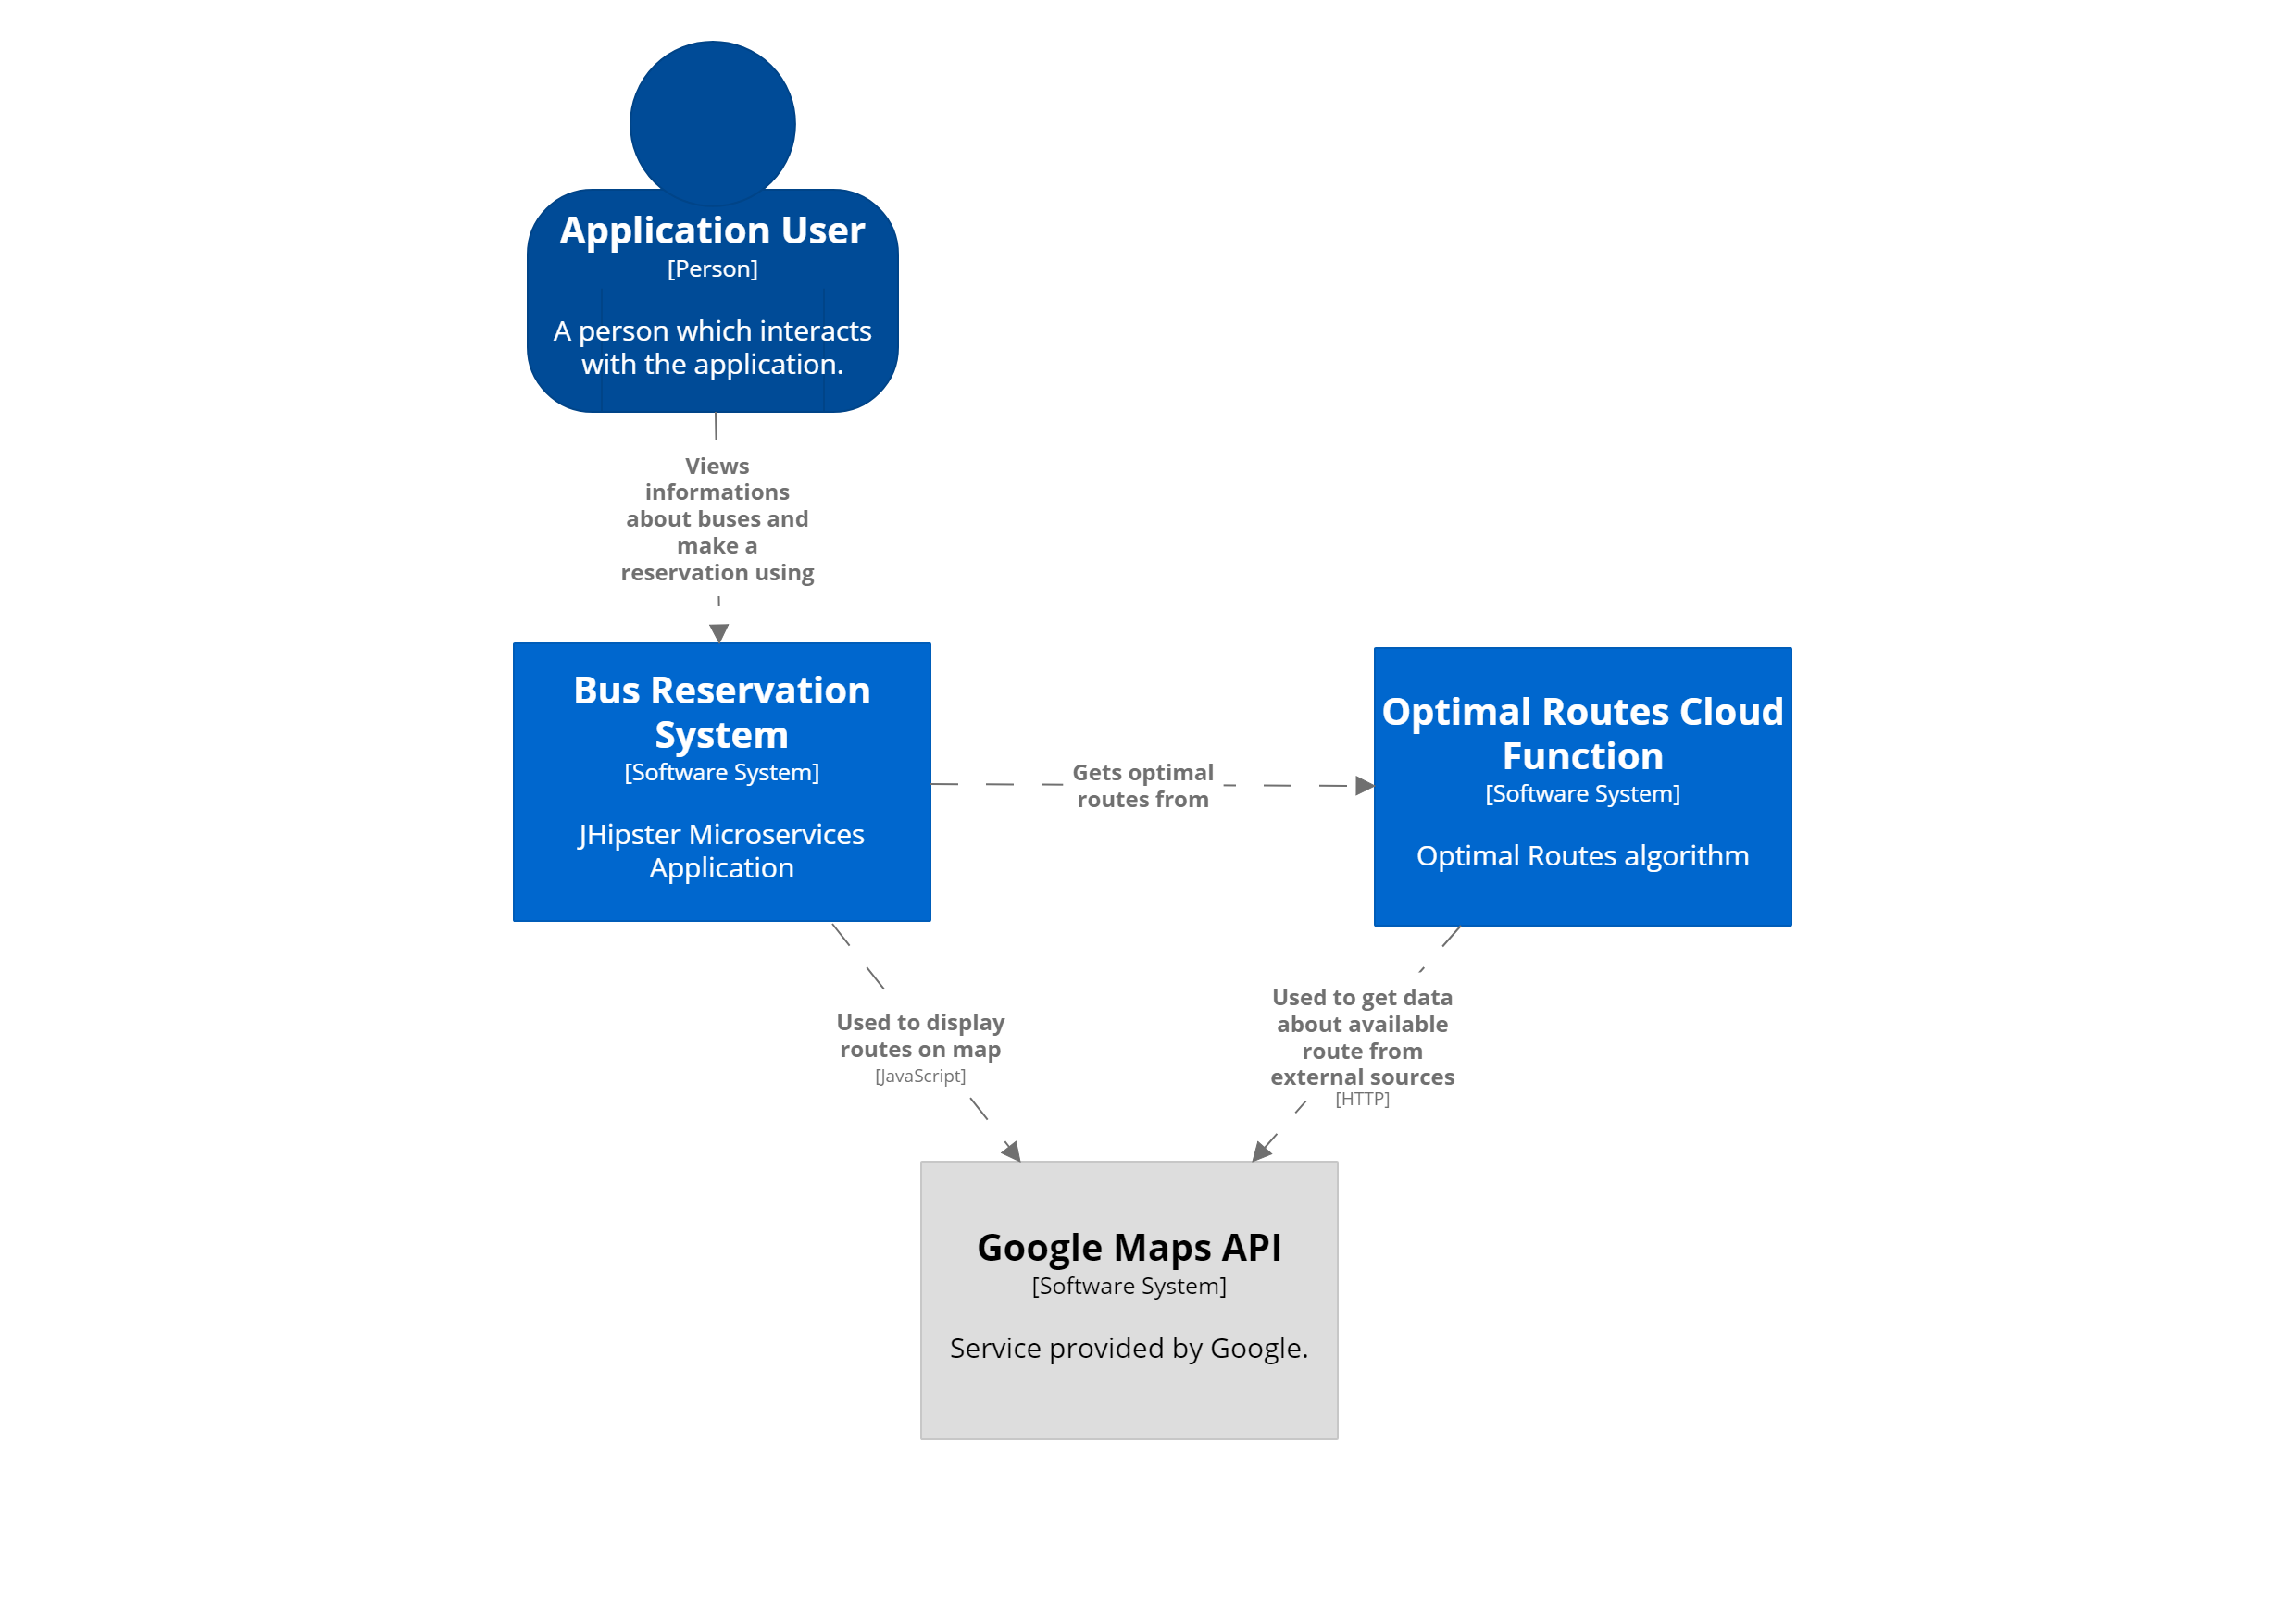 Application User
[Person]
A person which interacts
with the application.
Views
informations
about buses and
make a
reservation using
Bus Reservation
System
[Software System]
JHipster Microservices
Application
Gets optimal
routes from
Optimal Routes Cloud
Function
[Software System]
Optimal Routes algorithm
Used to display
routes on map
[JavaScript]
Used to get data
about available
route from
external sources
[HTTP]
Google Maps API
[Software System]
Service provided by Google.